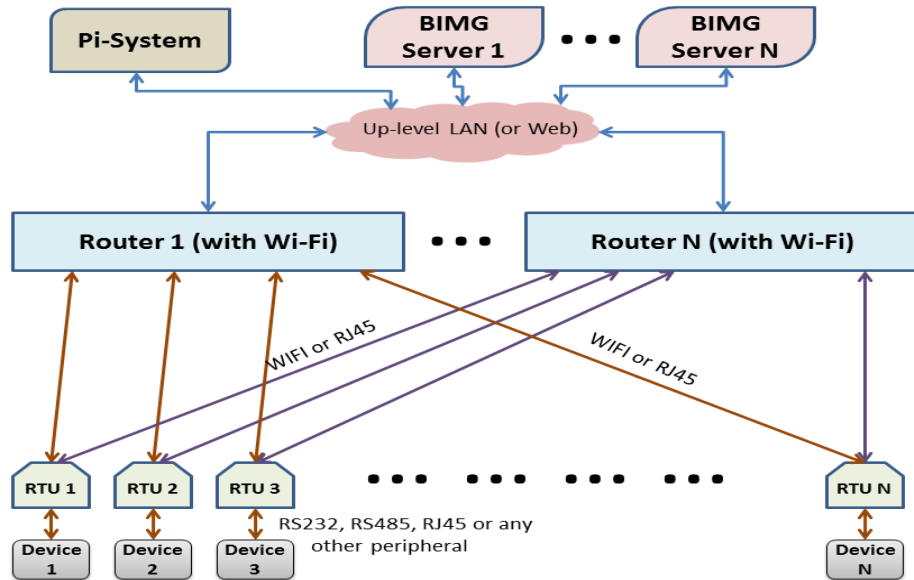 Pi-System
BIMG
Server 1
BIMG
Server N
Up-level LAN (or Web)
Router 1 (with Wi-Fi)
Router N (with Wi-Fi)
WIFI or RJ45
WIFI or RJ45
RTU 1
RTU 2
RTU 3
RTU N
RS232, RS485, RJ45 or any
other peripheral
Device
1
Device
2
Device
3
Device
N